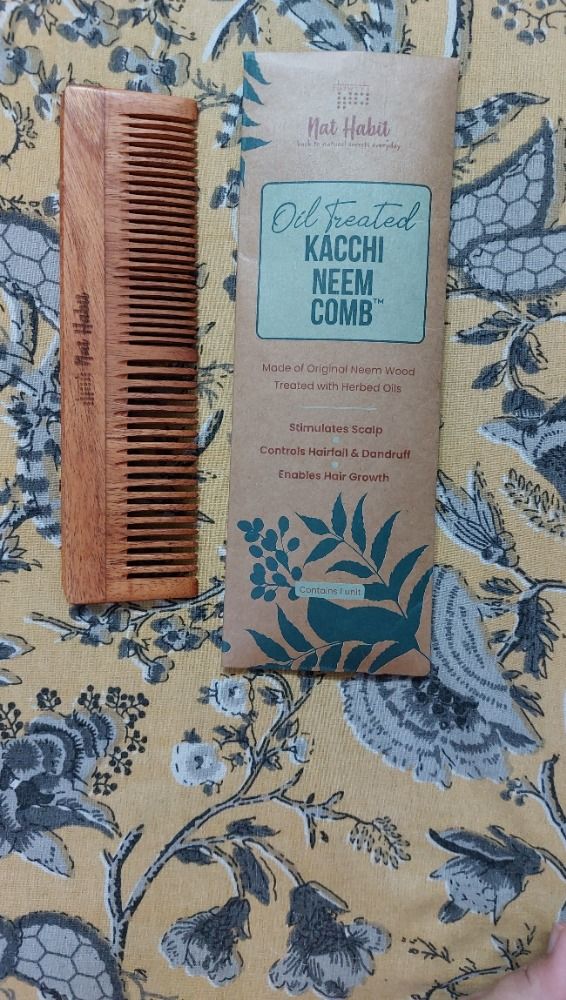 Nat Habit
Nat Habit
back to natural secrets everyday
Oil Treated
KACCHI
NEEM
COMB™
Made of Original Neem Wood
Treated with Herbed Oils
Stimulates Scalp
Controls Hairfall & Dandruff
Enables Hair Growth
Contains 1 unit